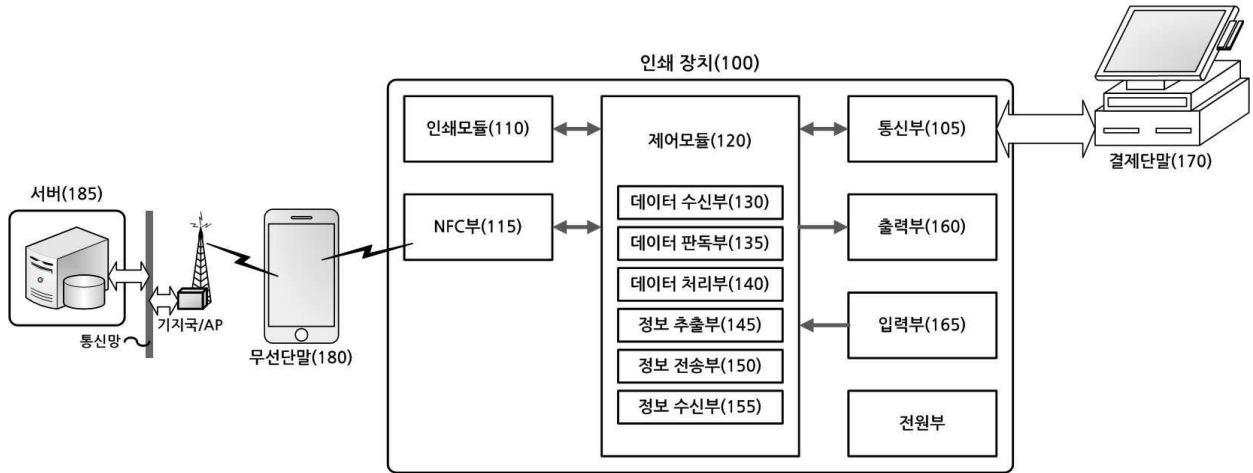 인쇄 장치(100)
인쇄모듈(110)
제어모듈(120)
통신부(105)
결제단말(170)
서버(185)
NFC부(115)
데이터 수신부(130)
출력부(160)
데이터 판독부(135)
데이터 처리부(140)
기지국/AP
정보 추출부(145)
입력부(165)
통신망
무선단말(180)
정보 전송부(150)
정보 수신부(155)
전원부